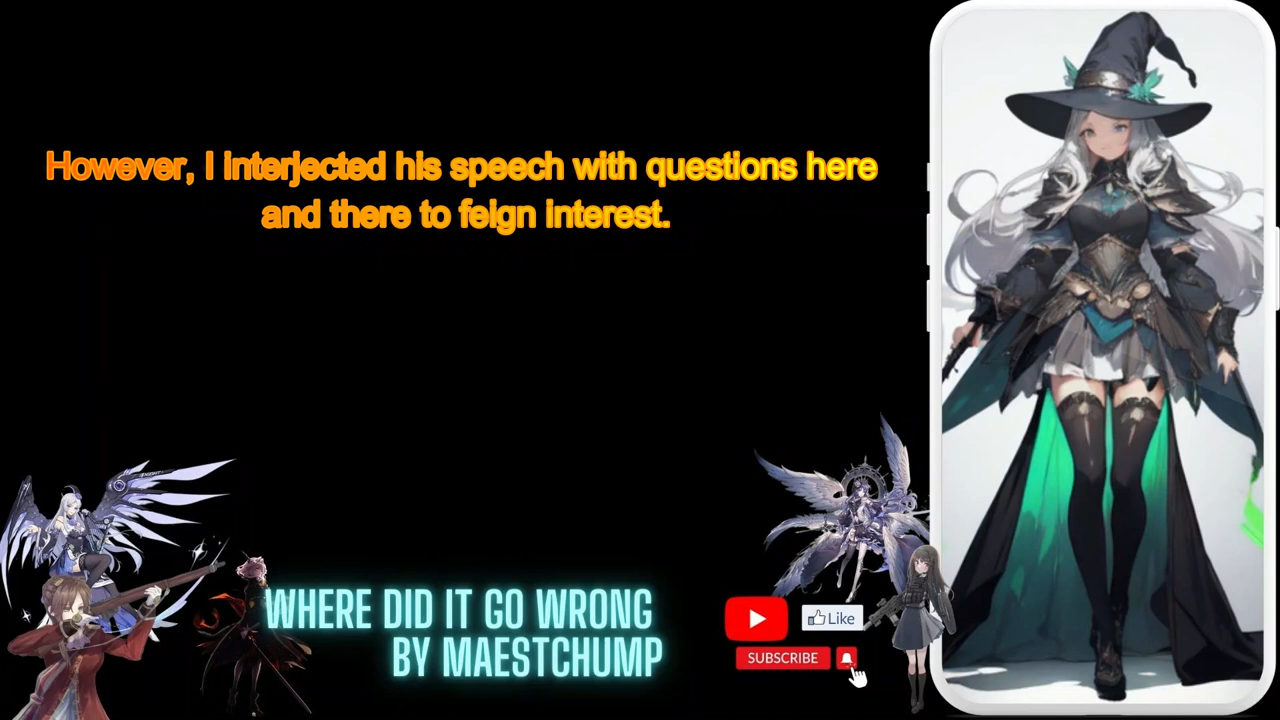 However, I interjected his speech with questions here
and there to feign interest.
WHERE DID IT GO WRONG
BY MAESTCHUMP
Like
SUBSCRIBE